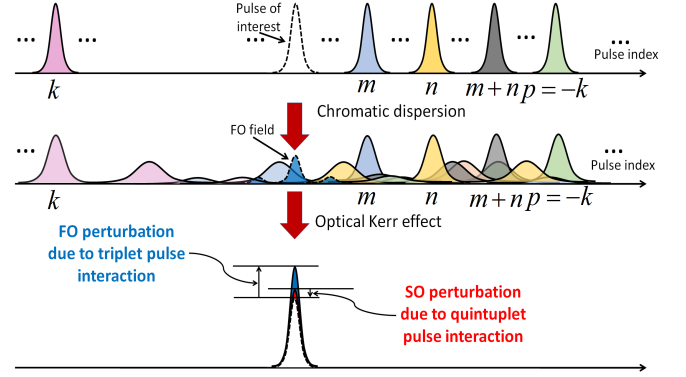 Pulse of
interest
... ... ... ... ... ... ...
Pulse index
k m n m + n p = −k
Chromatic dispersion
FO field
... ...
Pulse index
k m n m + n p = −k
Optical Kerr effect
FO perturbation
due to triplet pulse
interaction
SO perturbation
due to quintuplet
pulse interaction